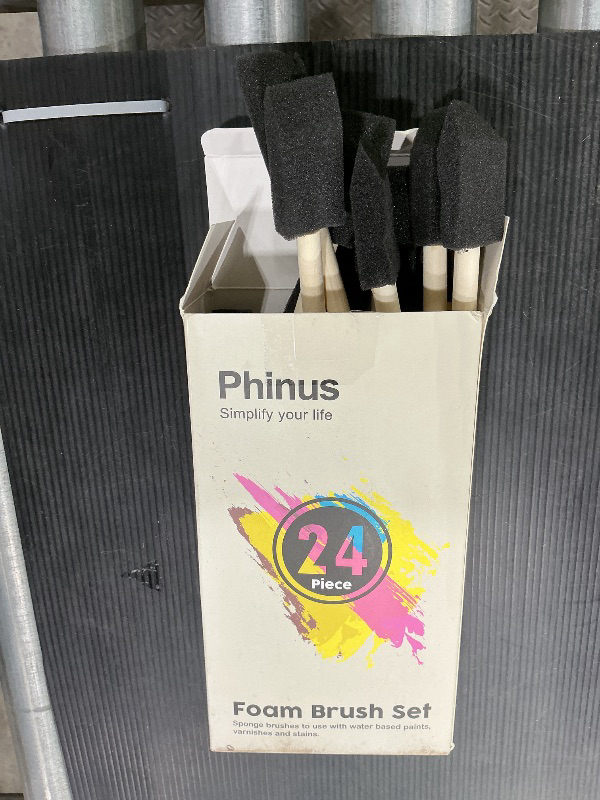 Phinus
Simplify your life
24
Piece
Foam Brush Set
Sponge brushes to use with water based paints,
varnishes and stains.